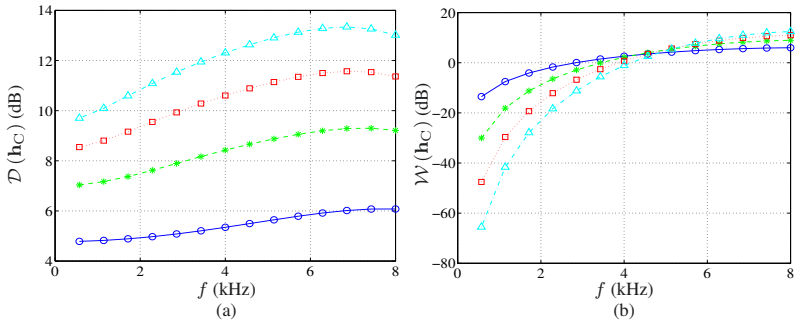 14
12
10
8
6
4
𝒟 (h_C) (dB)
0 2 4 6 8
f (kHz)
(a)
20
0
−20
−40
−60
−80
𝒲 (h_C) (dB)
0 2 4 6 8
f (kHz)
(b)